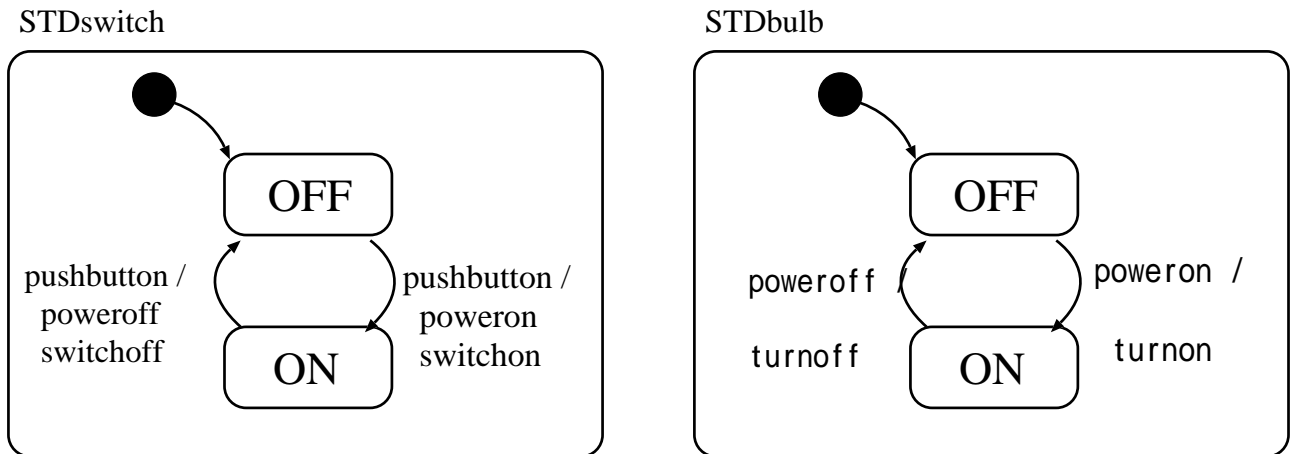 STDswitch
OFF
pushbutton /
poweroff
switchoff
pushbutton /
poweron
switchon
ON
STDbulb
OFF
poweroff /
turnoff
poweron /
turnon
ON